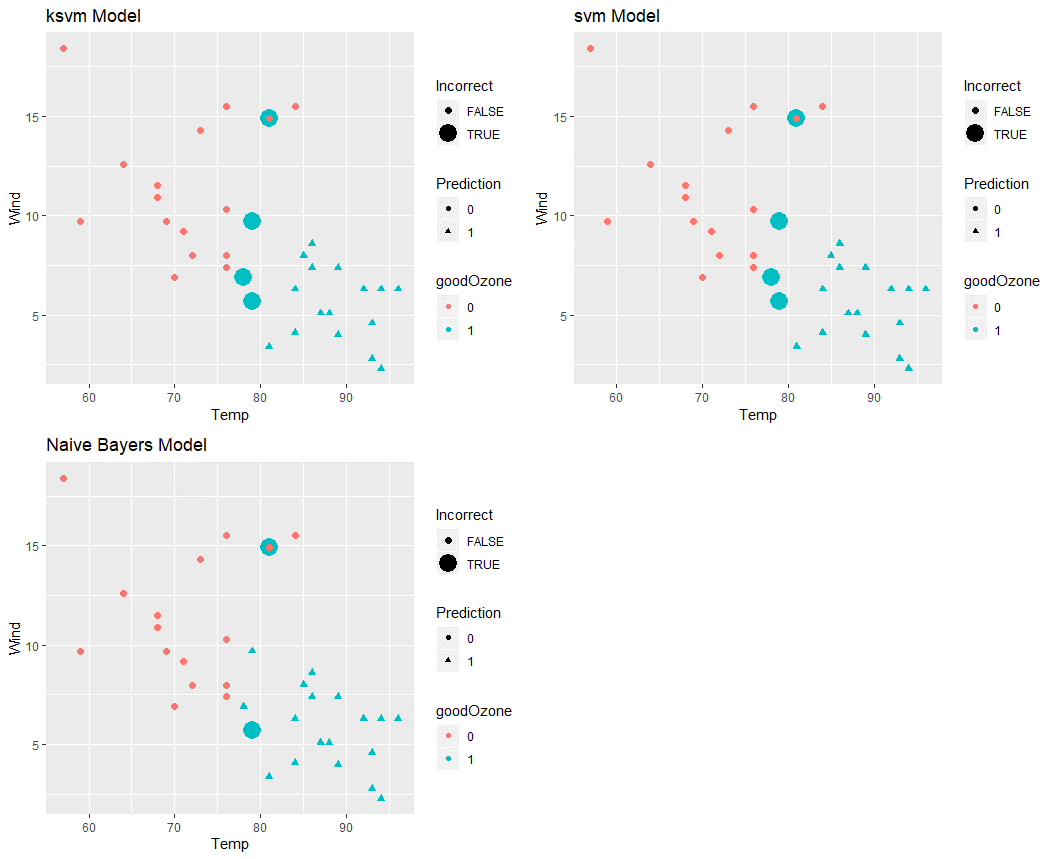 ksvm Model
15
10
5
60 70 80 90
Temp
Wind
Incorrect
FALSE
TRUE
Prediction
0
1
goodOzone
0
1
svm Model
15
10
5
60 70 80 90
Temp
Wind
Incorrect
FALSE
TRUE
Prediction
0
1
goodOzone
0
1
Naive Bayers Model
15
10
5
60 70 80 90
Temp
Wind
Incorrect
FALSE
TRUE
Prediction
0
1
goodOzone
0
1